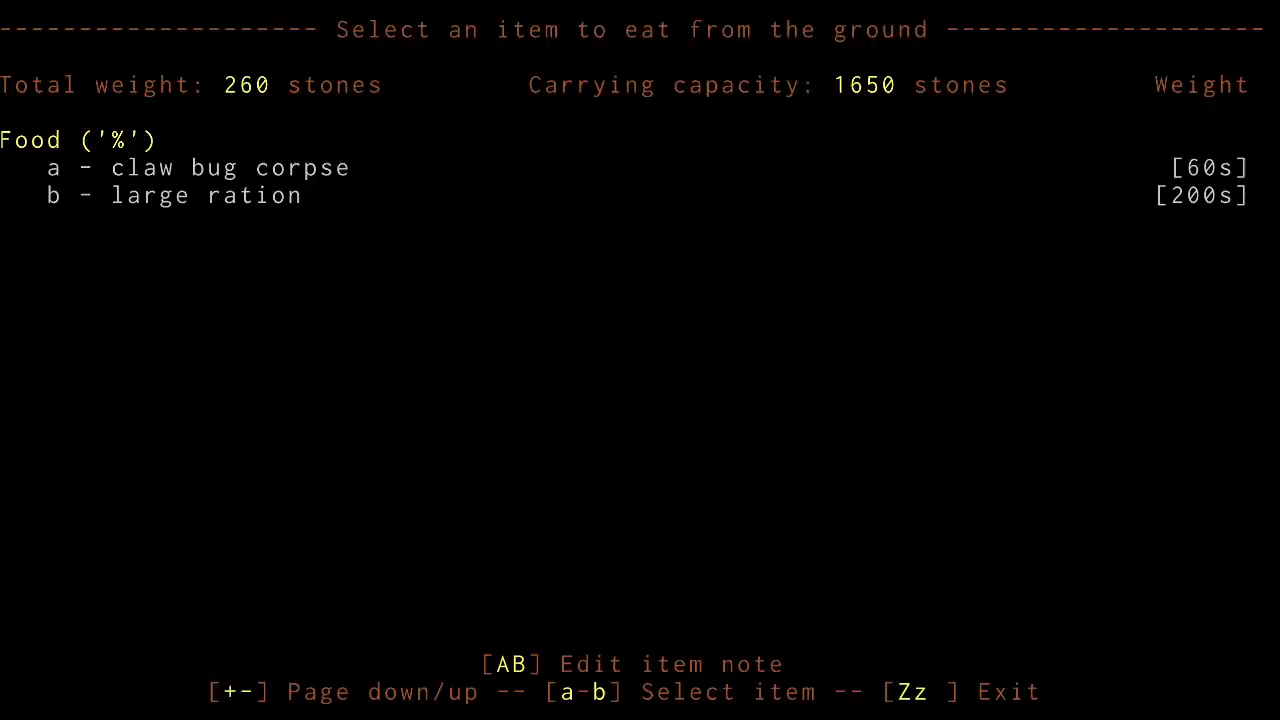 -------------------- Select an item to eat from the ground --------------------
Total weight: 260 stones Carrying capacity: 1650 stones Weight
Food ('%')
a - claw bug corpse [60s]
b - large ration [200s]
[AB] Edit item note
[+-] Page down/up -- [a-b] Select item -- [Zz ] Exit